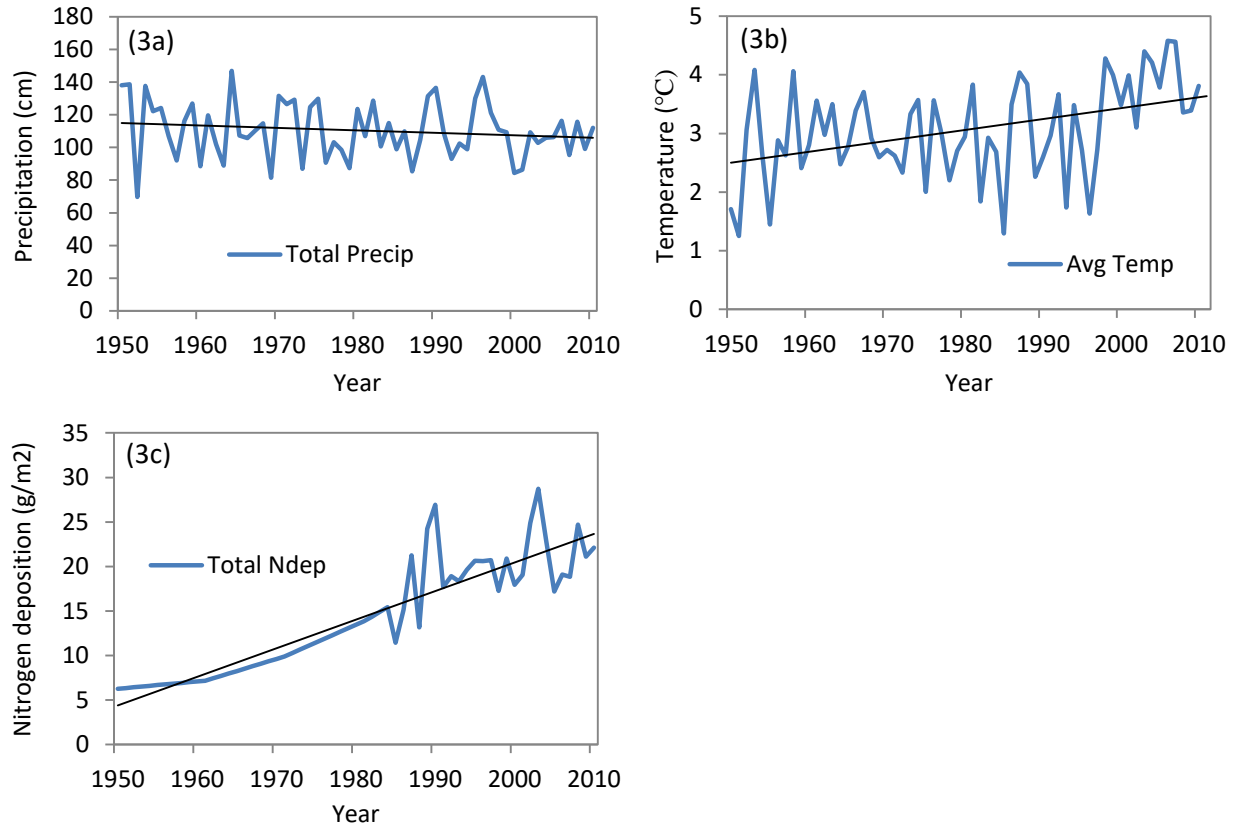 (3a)
Precipitation (cm)
180
160
140
120
100
80
60
40
20
0
Total Precip
1950 1960 1970 1980 1990 2000 2010
Year
(3b)
Temperature (°C)
5
4
3
2
1
0
Avg Temp
1950 1960 1970 1980 1990 2000 2010
Year
(3c)
Nitrogen deposition (g/m2)
35
30
25
20
15
10
5
0
Total Ndep
1950 1960 1970 1980 1990 2000 2010
Year